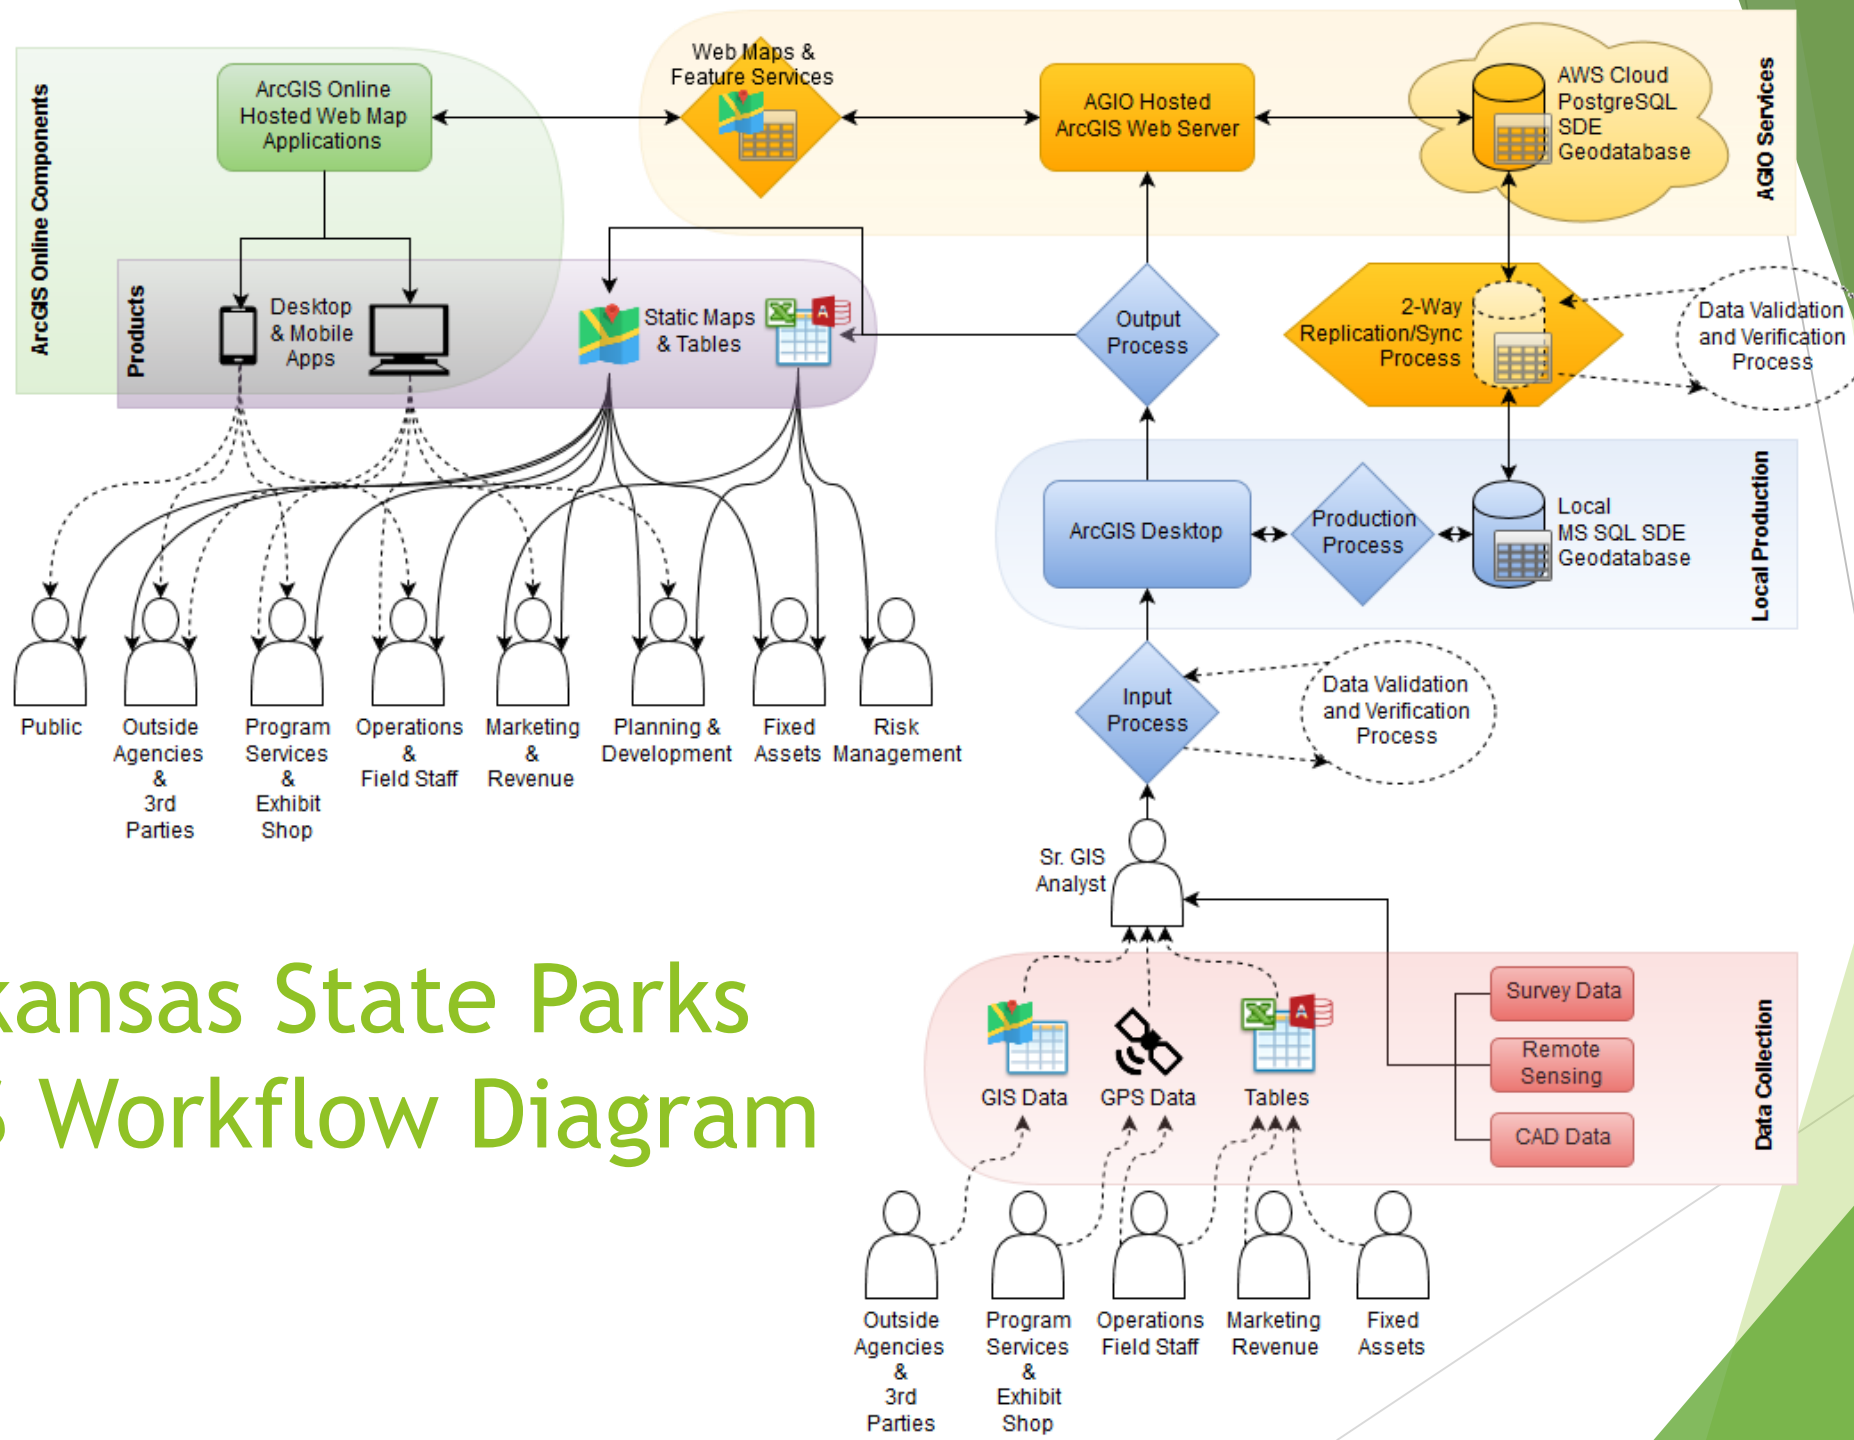 Web Maps &
Feature Services
ArcGIS Online
Hosted Web Map
Applications
AGIO Hosted
ArcGIS Web Server
AWS Cloud
PostgreSQL
SDE
Geodatabase
AGIO Services
ArcGIS Online Components
Products
Desktop
& Mobile
Apps
Static Maps
& Tables
Output
Process
2-Way
Replication/Sync
Process
Data Validation
and Verification
Process
ArcGIS Desktop
Production
Process
Local
MS SQL SDE
Geodatabase
Local Production
Public
Outside
Agencies
&
3rd
Parties
Program
Services
&
Exhibit
Shop
Operations
&
Field Staff
Marketing
&
Revenue
Planning &
Development
Fixed
Assets
Risk
Management
Input
Process
Data Validation
and Verification
Process
Sr. GIS
Analyst
kansas State Parks
S Workflow Diagram
GIS Data
GPS Data
Tables
Survey Data
Remote
Sensing
CAD Data
Data Collection
Outside
Agencies
&
3rd
Parties
Program
Services
&
Exhibit
Shop
Operations
Field Staff
Marketing
Revenue
Fixed
Assets